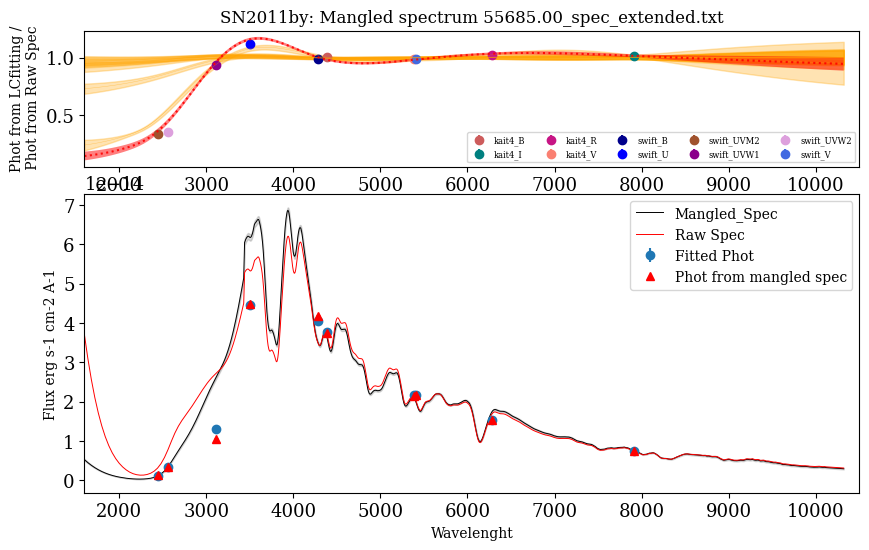 SN2011by: Mangled spectrum 55685.00_spec_extended.txt
Phot from LCfitting /
Phot from Raw Spec
1.0
0.5
kait4_B kait4_R swift_B swift_UVM2 swift_UVW2
kait4_I kait4_V swift_U swift_UVW1 swift_V
2000 3000 4000 5000 6000 7000 8000 9000 10000
Flux erg s-1 cm-2 A-1
7
6
5
4
3
2
1
0
Mangled_Spec
Raw Spec
Fitted Phot
Phot from mangled spec
2000 3000 4000 5000 6000 7000 8000 9000 10000
Wavelenght